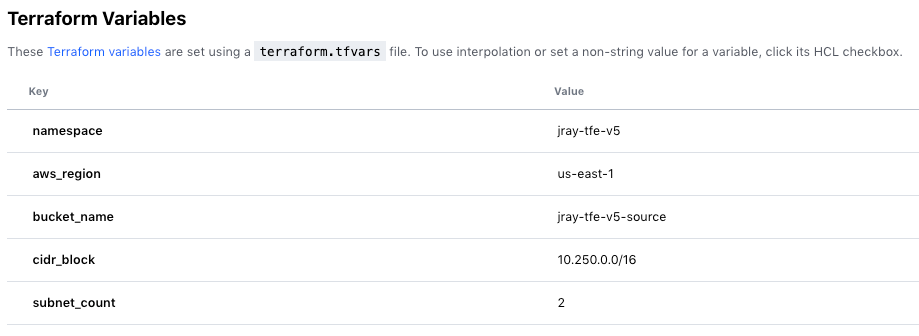 Terraform Variables
These Terraform variables are set using a terraform.tfvars file. To use interpolation or set a non-string value for a variable, click its HCL checkbox.
Key Value
namespace jray-tfe-v5
aws_region us-east-1
bucket_name jray-tfe-v5-source
cidr_block 10.250.0.0/16
subnet_count 2